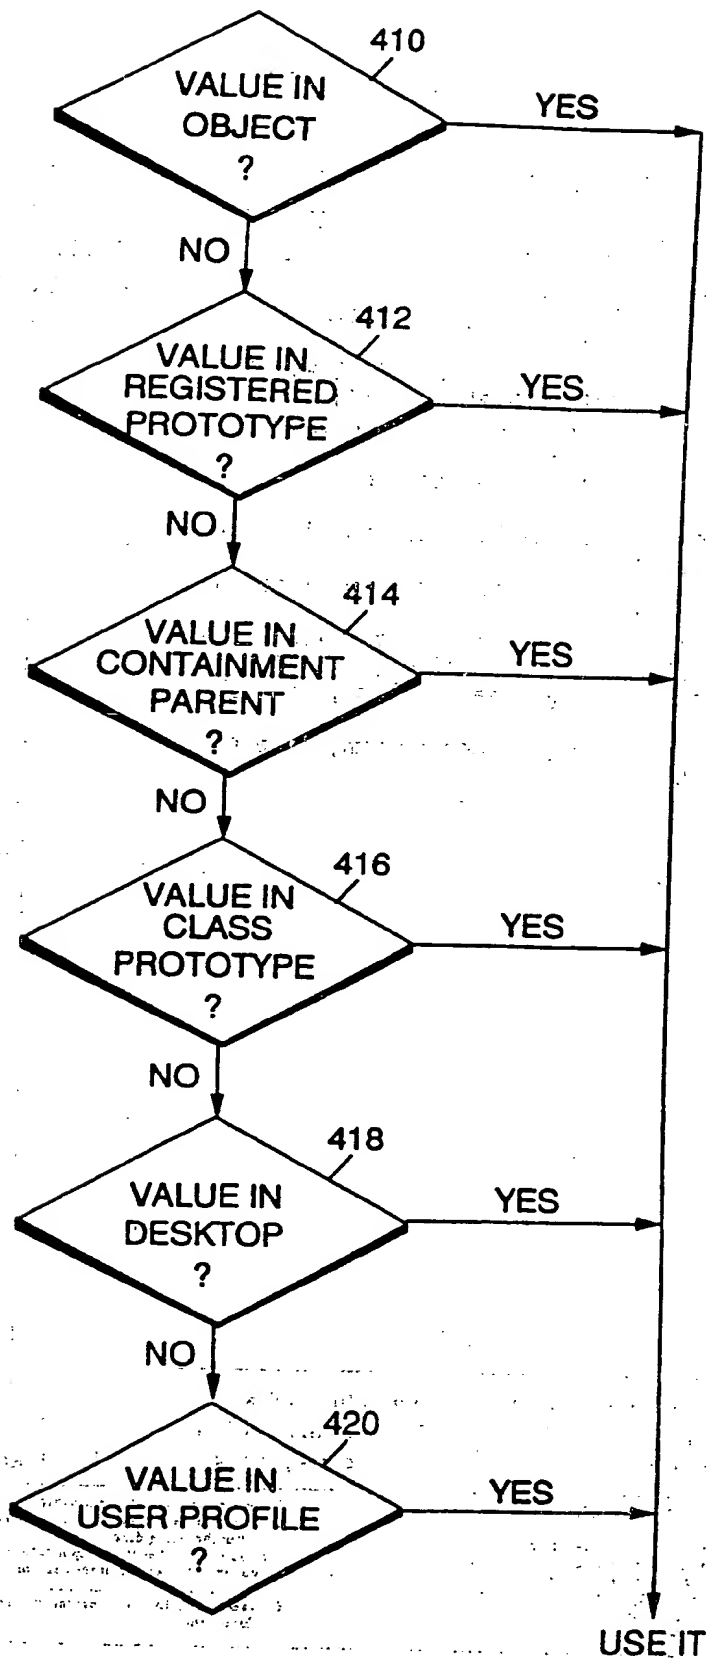 410
VALUE IN
OBJECT
?
YES
NO
412
VALUE IN
REGISTERED
PROTOTYPE
?
YES
NO
414
VALUE IN
CONTAINMENT
PARENT
?
YES
NO
416
VALUE IN
CLASS
PROTOTYPE
?
YES
NO
418
VALUE IN
DESKTOP
?
YES
NO
420
VALUE IN
USER PROFILE
?
YES
USE IT